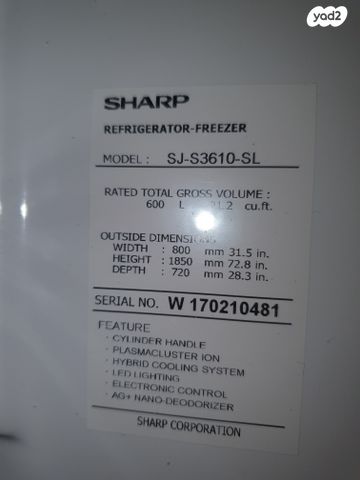 yad2
SHARP
REFRIGERATOR-FREEZER
MODEL : SJ-S3610-SL
RATED TOTAL GROSS VOLUME :
600 L 21.2 cu.ft.
OUTSIDE DIMENSIONS
WIDTH : 800 mm 31.5 in.
HEIGHT : 1850 mm 72.8 in.
DEPTH : 720 mm 28.3 in.
SERIAL NO. W 170210481
FEATURE
· CYLINDER HANDLE
· PLASMACLUSTER ION
· HYBRID COOLING SYSTEM
· LED LIGHTING
· ELECTRONIC CONTROL
· AG+ NANO-DEODORIZER
SHARP CORPORATION